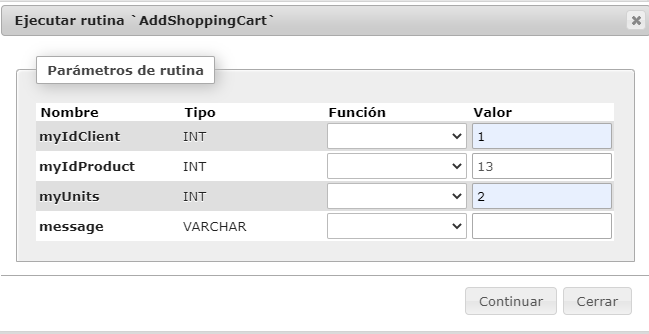 Ejecutar rutina `AddShoppingCart`
Parámetros de rutina
Nombre Tipo Función Valor
myIdClient INT 1
myIdProduct INT 13
myUnits INT 2
message VARCHAR
Continuar Cerrar